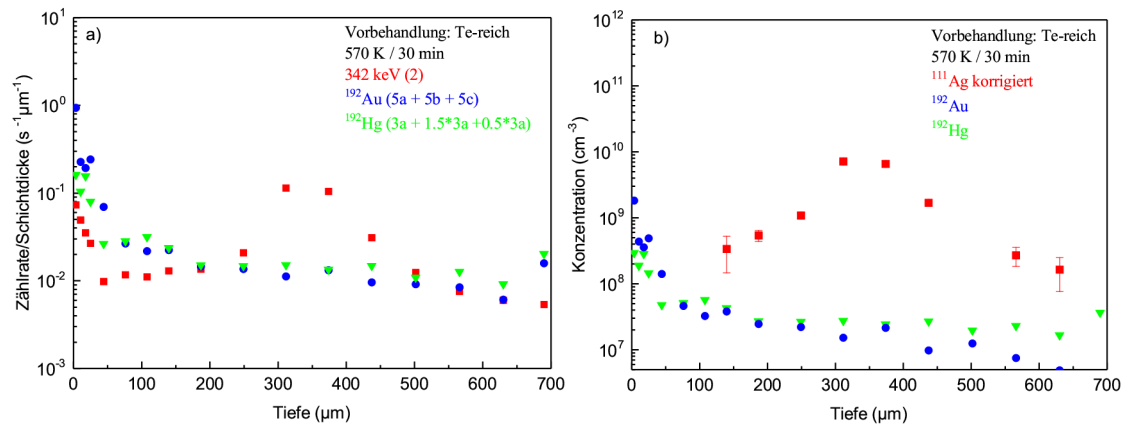 a)
Vorbehandlung: Te-reich
570 K / 30 min
342 keV (2)
¹⁹²Au (5a + 5b + 5c)
¹⁹²Hg (3a + 1.5*3a +0.5*3a)
Zählrate/Schichtdicke (s⁻¹µm⁻¹)
10¹
10⁰
10⁻¹
10⁻²
10⁻³
0 100 200 300 400 500 600 700
Tiefe (µm)
b)
Vorbehandlung: Te-reich
570 K / 30 min
¹¹¹Ag korrigiert
¹⁹²Au
¹⁹²Hg
Konzentration (cm⁻³)
10¹²
10¹¹
10¹⁰
10⁹
10⁸
10⁷
0 100 200 300 400 500 600 700
Tiefe (µm)